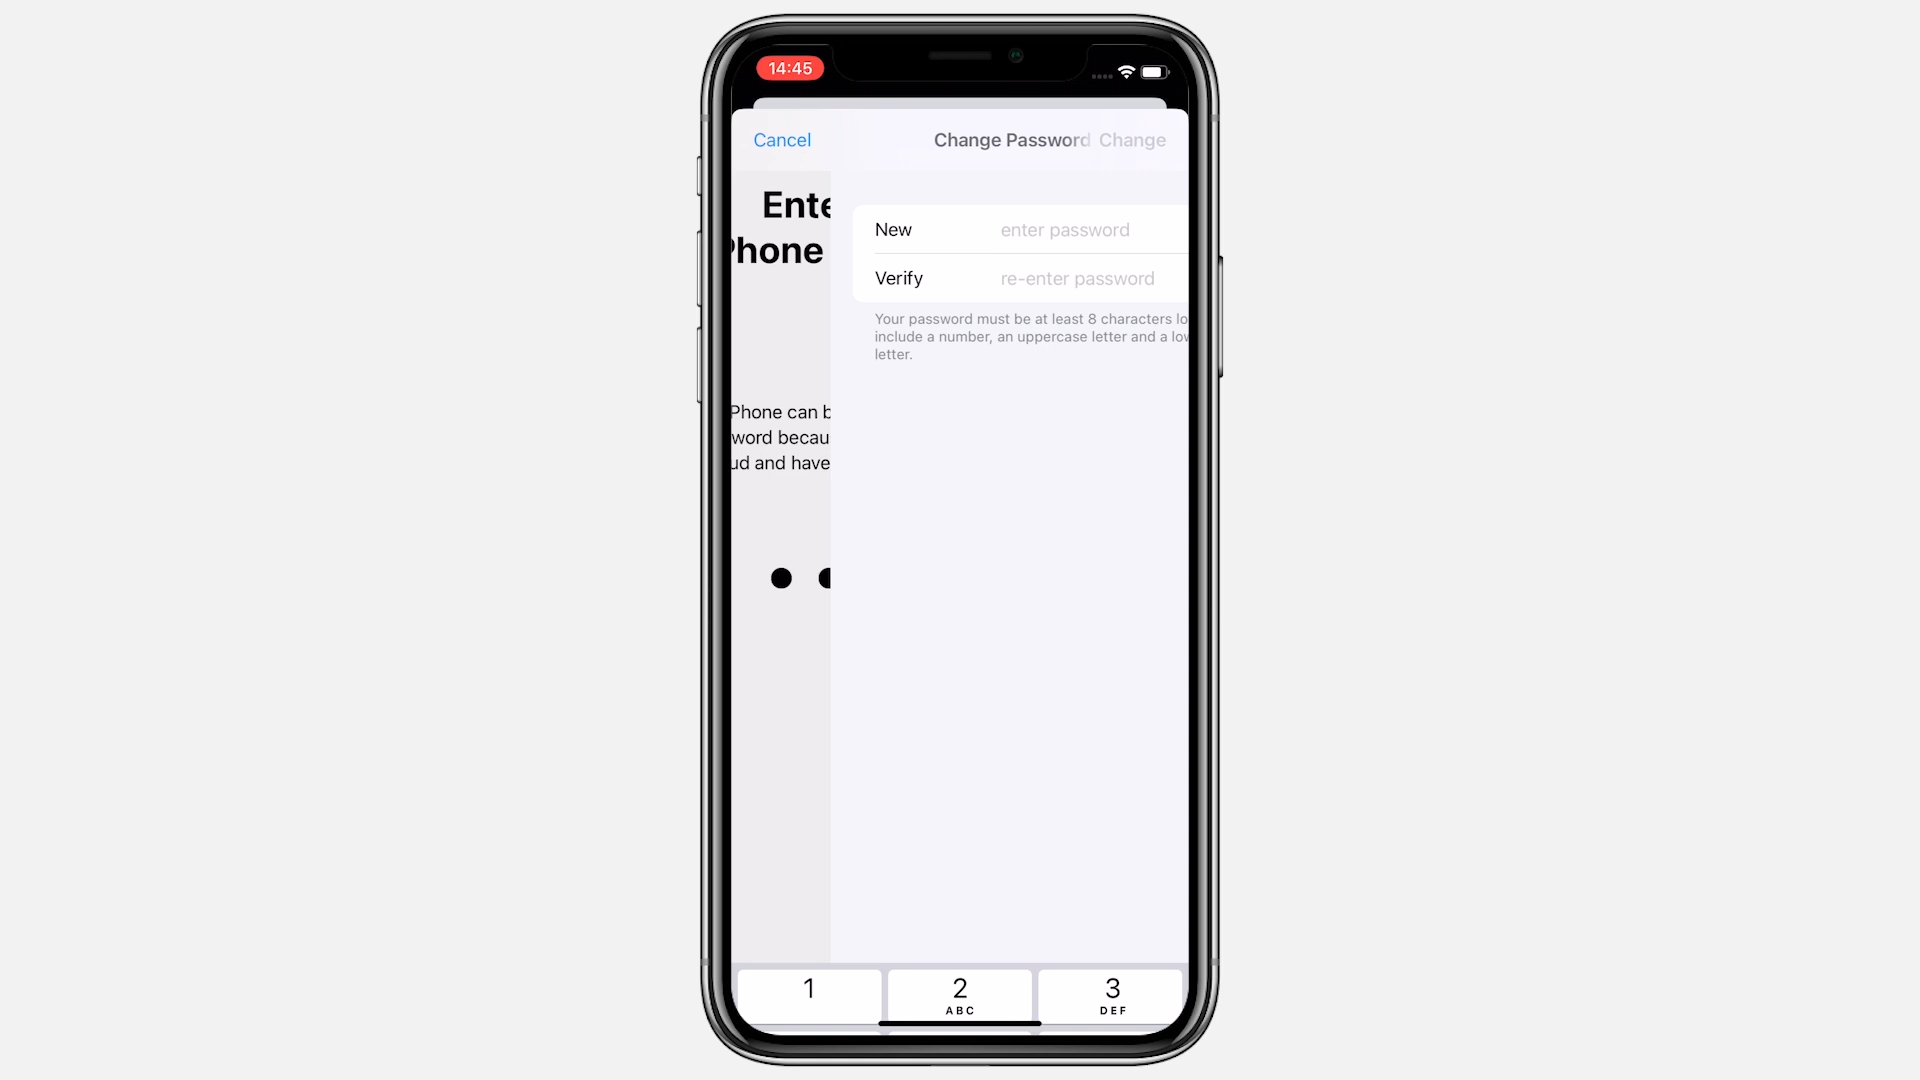 14:45
Cancel
Change Password
Change
Ente
Phone
New
enter password
Verify
re-enter password
Your password must be at least 8 characters lo
include a number, an uppercase letter and a low
letter.
Phone can b
word becau
ud and have
1
2
ABC
3
DEF